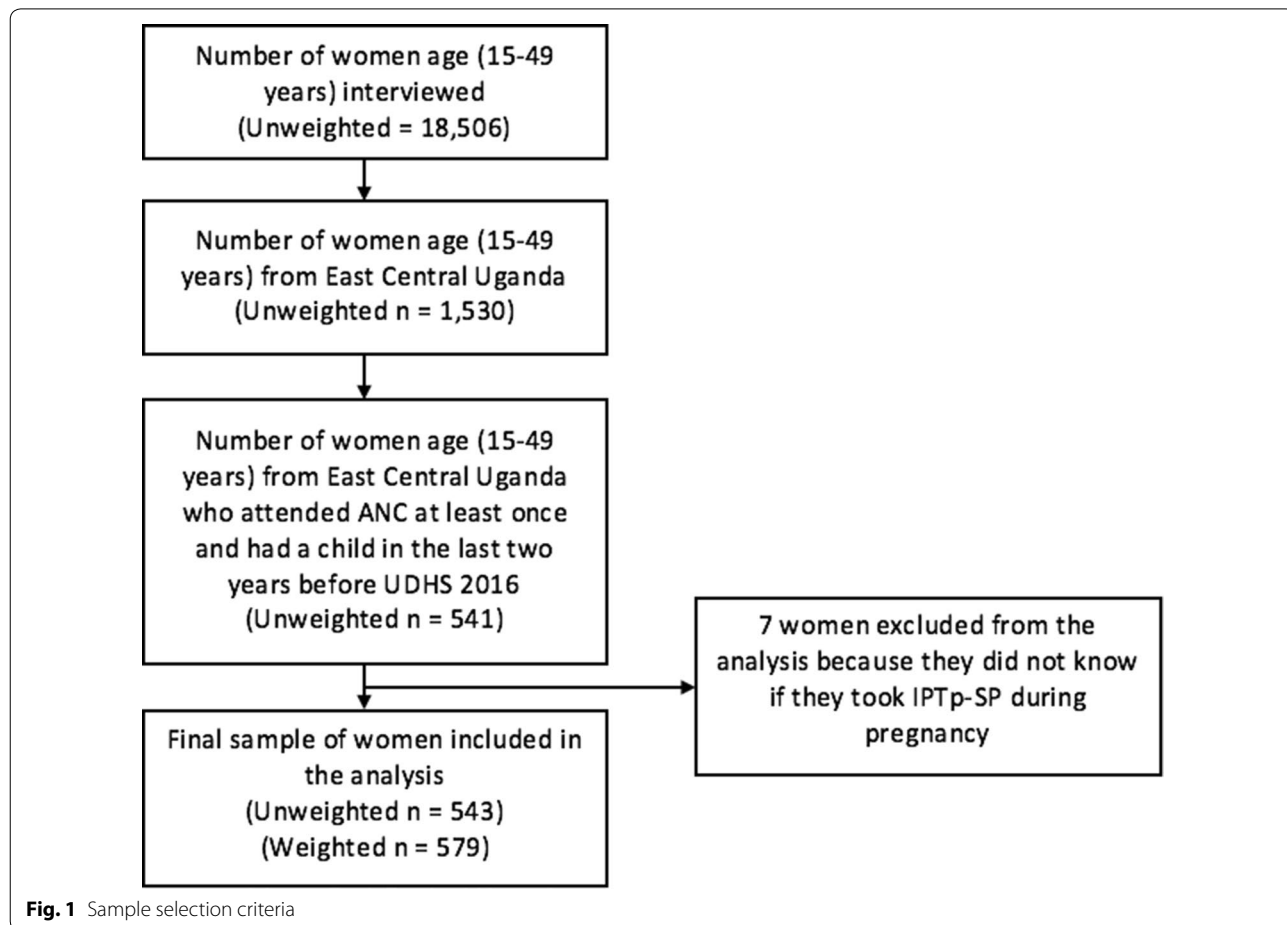 Number of women age (15-49
years) interviewed
(Unweighted = 18,506)
Number of women age (15-49
years) from East Central Uganda
(Unweighted n = 1,530)
Number of women age (15-49
years) from East Central Uganda
who attended ANC at least once
and had a child in the last two
years before UDHS 2016
(Unweighted n = 541)
7 women excluded from the
analysis because they did not know
if they took IPTp-SP during
pregnancy
Final sample of women included in
the analysis
(Unweighted n = 543)
(Weighted n = 579)
Fig. 1 Sample selection criteria